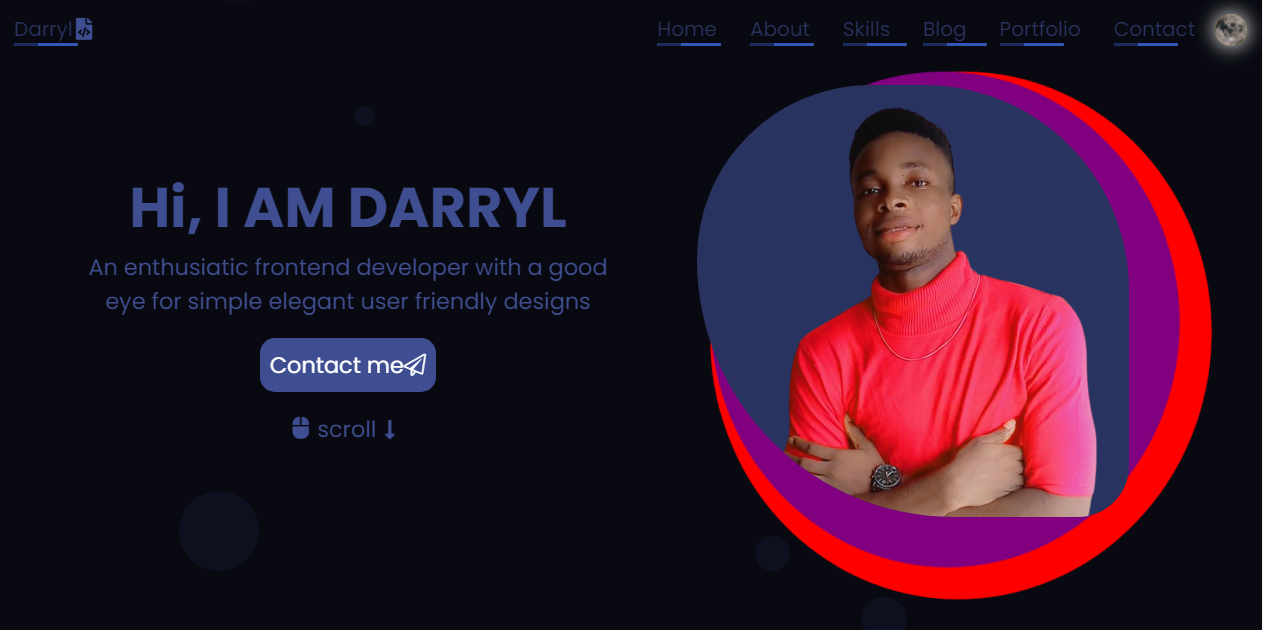 Darryl
Home About Skills Blog Portfolio Contact
Hi, I AM DARRYL
An enthusiatic frontend developer with a good
eye for simple elegant user friendly designs
Contact me
scroll